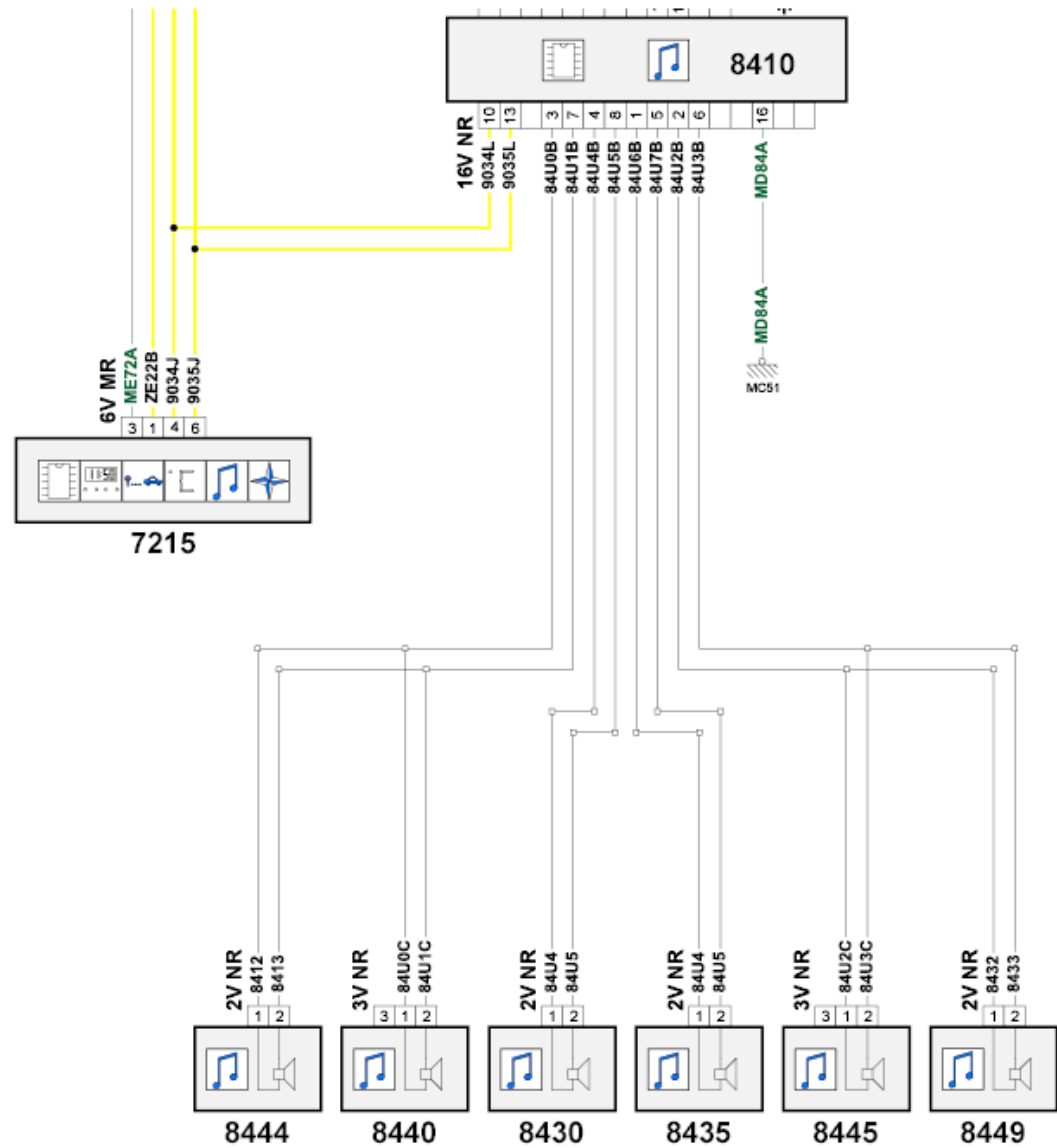 8410
10 13 3 7 4 8 1 5 2 6 16
16V NR
9034L
9035L
84U0B
84U1B
84U4B
84U5B
84U6B
84U7B
84U2B
84U3B
MD84A
MD84A
MC51
6V MR
ME72A
ZE22B
9034J
9035J
3 1 4 6
7215
2V NR
8412
8413
3V NR
84U0C
84U1C
2V NR
84U4
84U5
2V NR
84U4
84U5
3V NR
84U2C
84U3C
2V NR
8432
8433
1 2
3 1 2
1 2
1 2
3 1 2
1 2
8444 8440 8430 8435 8445 8449